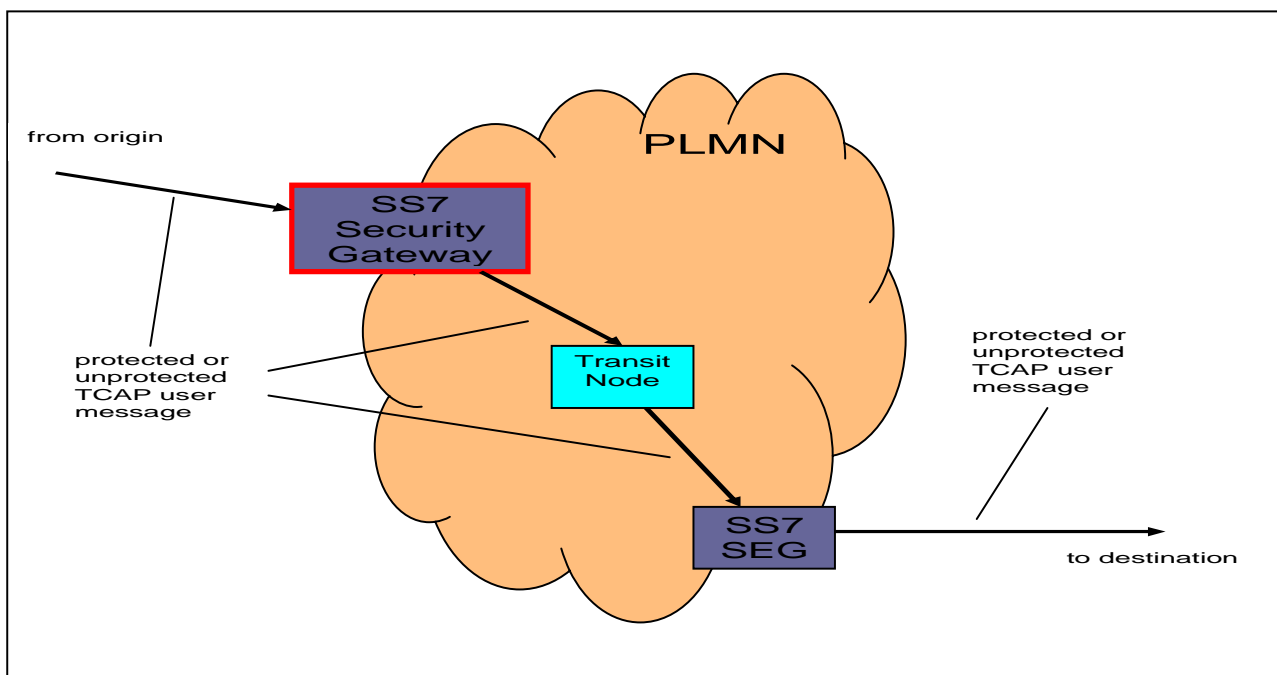 from origin
PLMN
SS7
Security
Gateway
protected or
unprotected
TCAP user
message
Transit
Node
protected or
unprotected
TCAP user
message
SS7
SEG
to destination